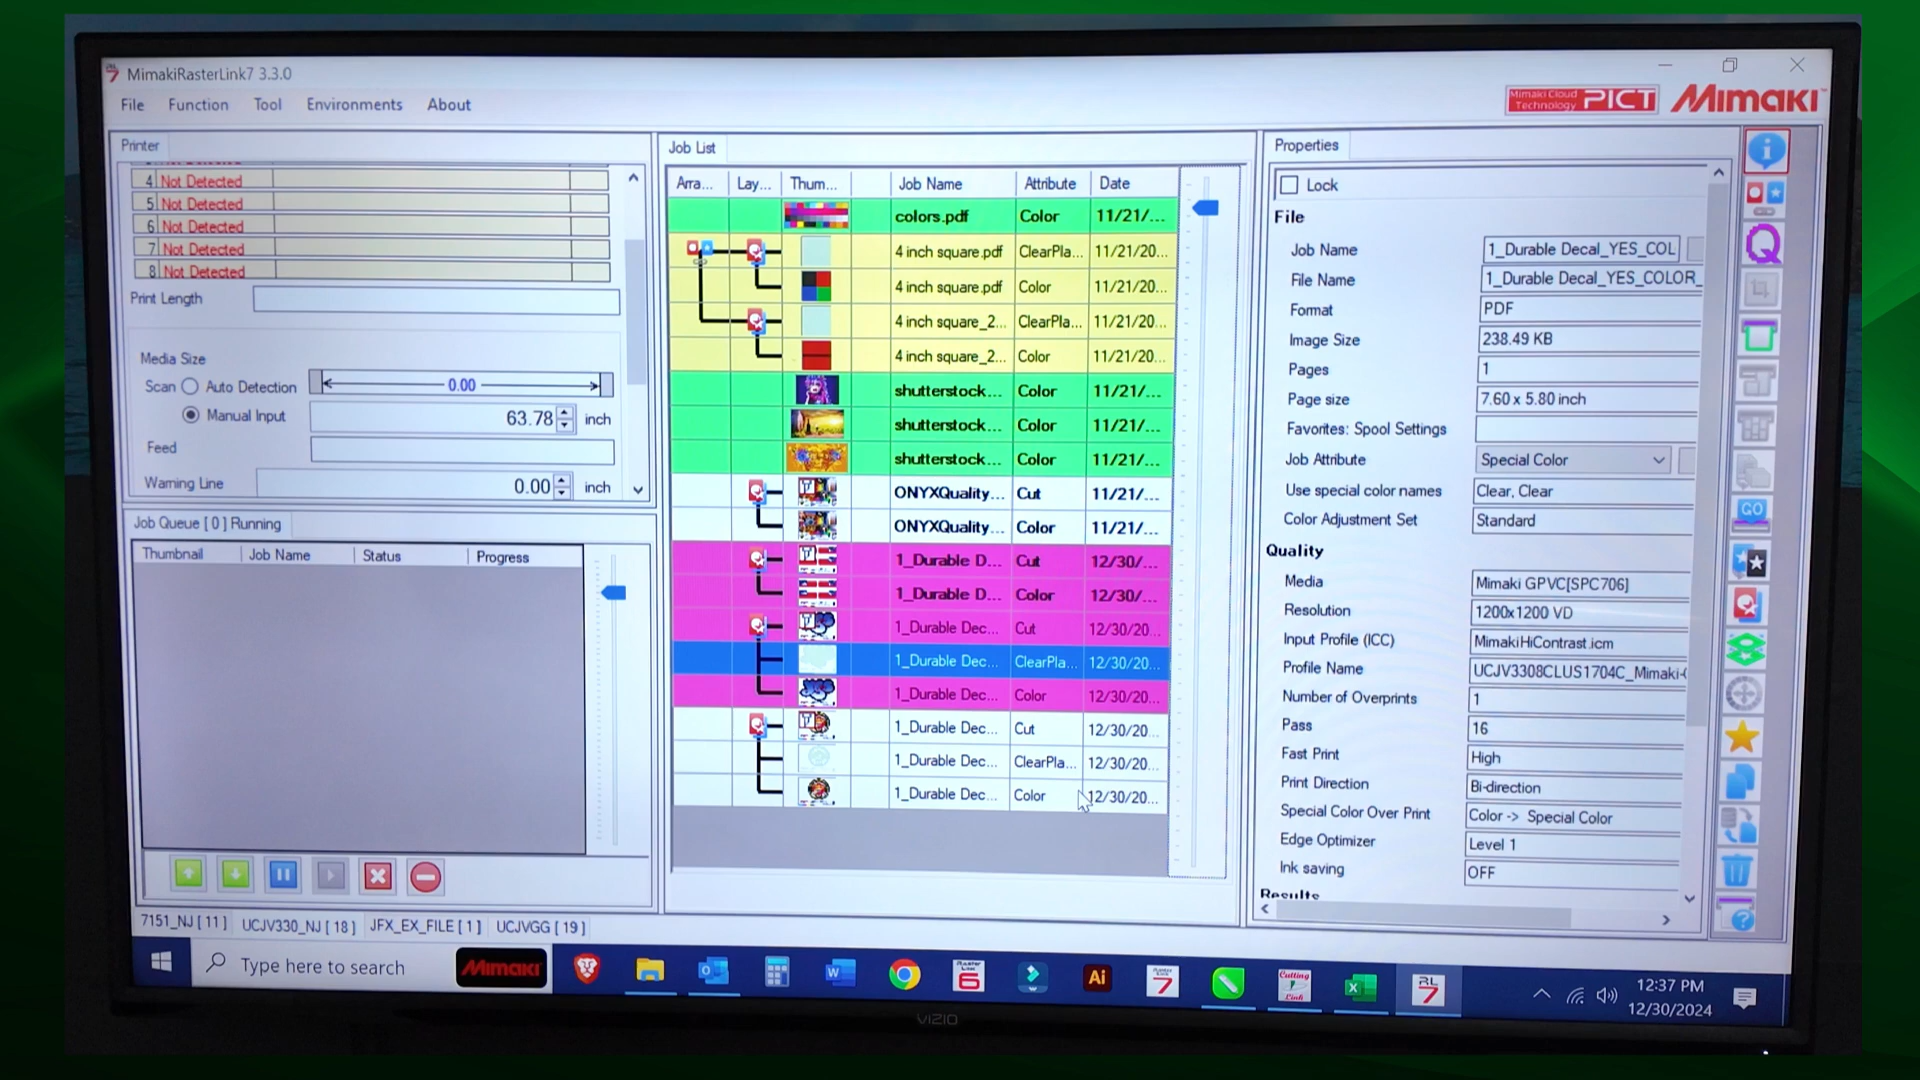 MimakiRasterLink7 3.3.0
File Function Tool Environments About
Mimaki Cloud Technology PICT Mimaki
Printer
4 Not Detected
5 Not Detected
6 Not Detected
7 Not Detected
8 Not Detected
Print Length
Media Size
Scan Auto Detection 0.00
Manual Input 63.78 inch
Feed
Warning Line 0.00 inch
Job Queue [ 0 ] Running
Thumbnail Job Name Status Progress
7151_NJ [ 11 ] UCJV330_NJ [ 18 ] JFX_EX_FILE [ 1 ] UCJVGG [ 19 ]
Job List
Arra... Lay... Thum... Job Name Attribute Date
colors.pdf Color 11/21/...
4 inch square.pdf ClearPla... 11/21/20...
4 inch square.pdf Color 11/21/20...
4 inch square_2... ClearPla... 11/21/20...
4 inch square_2... Color 11/21/20...
shutterstock... Color 11/21/...
shutterstock... Color 11/21/...
shutterstock... Color 11/21/...
ONYXQuality... Cut 11/21/...
ONYXQuality... Color 11/21/...
1_Durable D... Cut 12/30/...
1_Durable D... Color 12/30/...
1_Durable Dec... Cut 12/30/20...
1_Durable Dec... ClearPla... 12/30/20...
1_Durable Dec... Color 12/30/20...
1_Durable Dec... Cut 12/30/20...
1_Durable Dec... ClearPla... 12/30/20...
1_Durable Dec... Color 12/30/20...
Properties
Lock
File
Job Name 1_Durable Decal_YES_COL
File Name 1_Durable Decal_YES_COLOR_
Format PDF
Image Size 238.49 KB
Pages 1
Page size 7.60 x 5.80 inch
Favorites: Spool Settings
Job Attribute Special Color
Use special color names Clear, Clear
Color Adjustment Set Standard
Quality
Media Mimaki GPVC[SPC706]
Resolution 1200x1200 VD
Input Profile (ICC) MimakiHiContrast.icm
Profile Name UCJV3308CLUS1704C_Mimaki-
Number of Overprints 1
Pass 16
Fast Print High
Print Direction Bi-direction
Special Color Over Print Color -> Special Color
Edge Optimizer Level 1
Ink saving OFF
Results
GO
Type here to search Mimaki
6
Ai
7
Cutting Link
RL 7
12:37 PM
12/30/2024
VIZIO